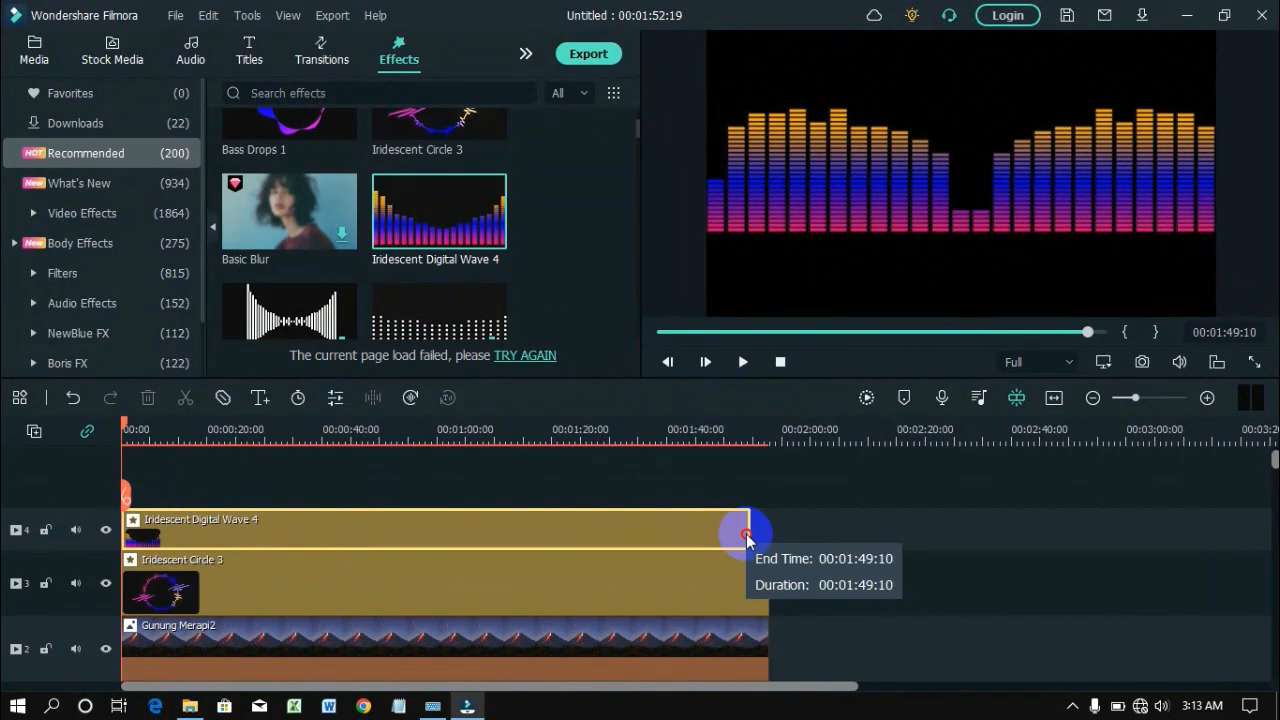 Wondershare Filmora
File Edit Tools View Export Help
Untitled : 00:01:52:19
Login
Media
Stock Media
Audio
Titles
Transitions
Effects
Export
Favorites (0)
Downloads (22)
HOT Recommended (200)
New What's New (934)
Video Effects (1864)
New Body Effects (275)
Filters (815)
Audio Effects (152)
NewBlue FX (112)
Boris FX (122)
Search effects
All
Bass Drops 1
Iridescent Circle 3
Basic Blur
Iridescent Digital Wave 4
The current page load failed, please TRY AGAIN
{ }
00:01:49:10
Full
00:00
00:00:20:00
00:00:40:00
00:01:00:00
00:01:20:00
00:01:40:00
00:02:00:00
00:02:20:00
00:02:40:00
00:03:00:00
00:03:2
4
Iridescent Digital Wave 4
End Time: 00:01:49:10
Duration: 00:01:49:10
3
Iridescent Circle 3
2
Gunung Merapi2
3:13 AM